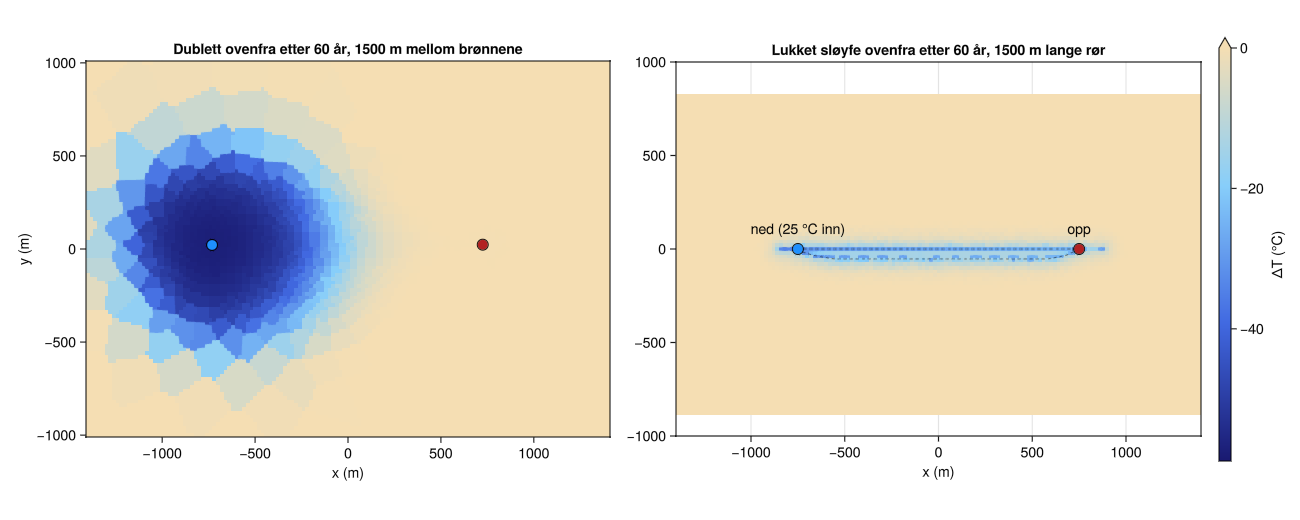 Dublett ovenfra etter 60 år, 1500 m mellom brønnene
1000
500
0
−500
−1000
y (m)
−1000
−500
0
500
1000
x (m)
Lukket sløyfe ovenfra etter 60 år, 1500 m lange rør
1000
500
0
−500
−1000
ned (25 °C inn)
opp
−1000
−500
0
500
1000
x (m)
0
−20
−40
ΔT (°C)